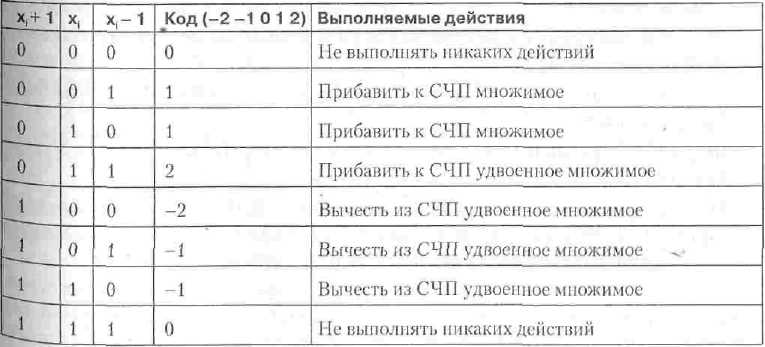 xᵢ+ 1 xᵢ xᵢ – 1 Код (–2 –1 0 1 2) Выполняемые действия
0 0 0 0 Не выполнять никаких действий
0 0 1 1 Прибавить к СЧП множимое
0 1 0 1 Прибавить к СЧП множимое
0 1 1 2 Прибавить к СЧП удвоенное множимое
1 0 0 –2 Вычесть из СЧП удвоенное множимое
1 0 1 –1 Вычесть из СЧП удвоенное множимое
1 1 0 –1 Вычесть из СЧП удвоенное множимое
1 1 1 0 Не выполнять никаких действий